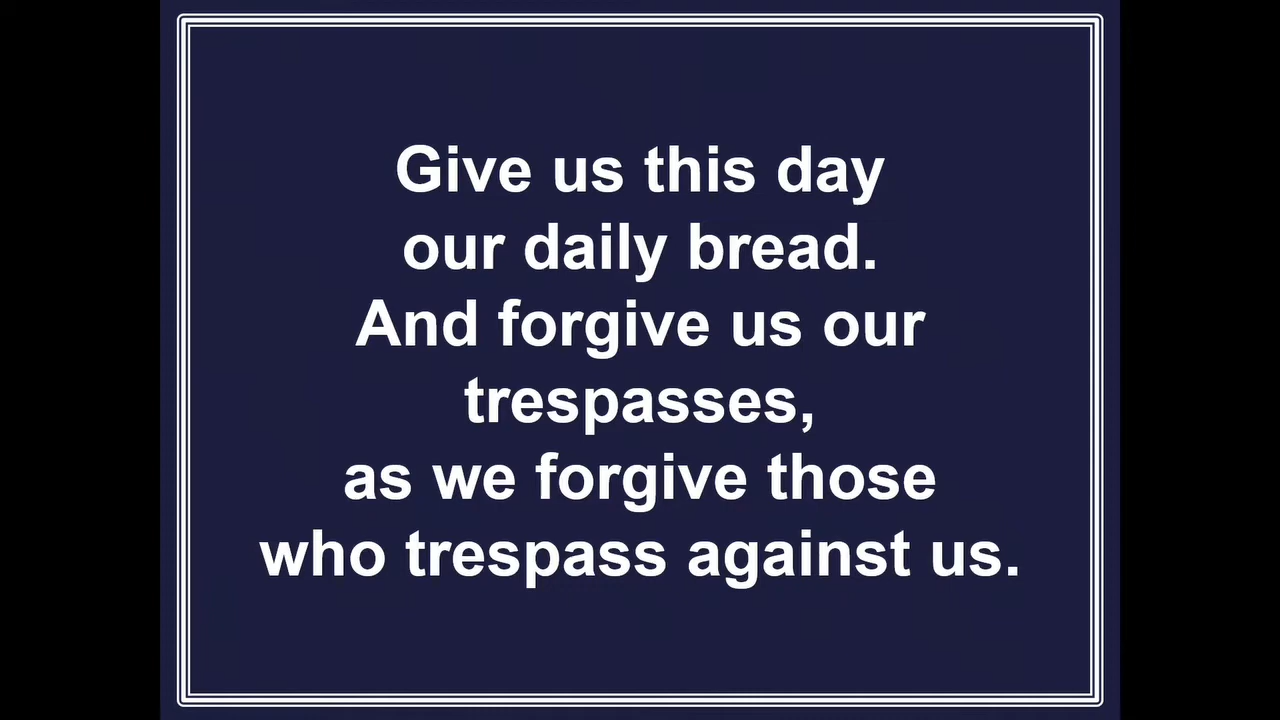 Give us this day
our daily bread.
And forgive us our
trespasses,
as we forgive those
who trespass against us.